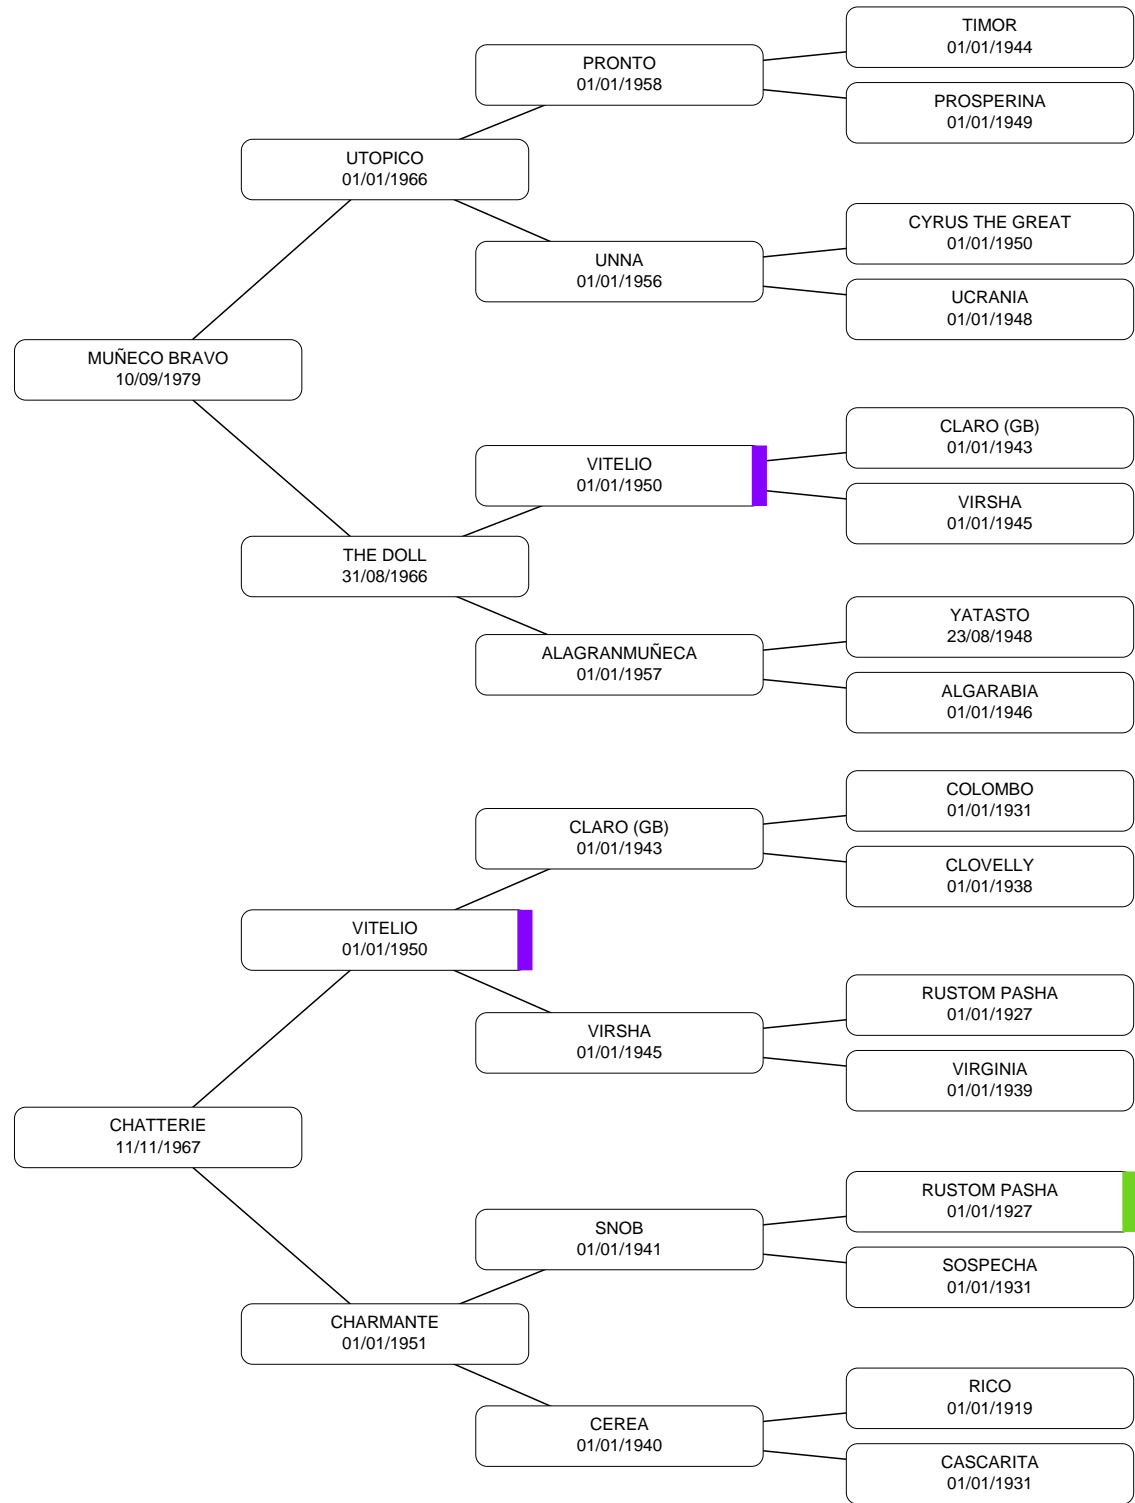 TIMOR
01/01/1944
PRONTO
01/01/1958
PROSPERINA
01/01/1949
UTOPICO
01/01/1966
CYRUS THE GREAT
01/01/1950
UNNA
01/01/1956
UCRANIA
01/01/1948
MUÑECO BRAVO
10/09/1979
CLARO (GB)
01/01/1943
VITELIO
01/01/1950
VIRSHA
01/01/1945
THE DOLL
31/08/1966
YATASTO
23/08/1948
ALAGRANMUÑECA
01/01/1957
ALGARABIA
01/01/1946
COLOMBO
01/01/1931
CLARO (GB)
01/01/1943
CLOVELLY
01/01/1938
VITELIO
01/01/1950
RUSTOM PASHA
01/01/1927
VIRSHA
01/01/1945
VIRGINIA
01/01/1939
CHATTERIE
11/11/1967
RUSTOM PASHA
01/01/1927
SNOB
01/01/1941
SOSPECHA
01/01/1931
CHARMANTE
01/01/1951
RICO
01/01/1919
CEREA
01/01/1940
CASCARITA
01/01/1931